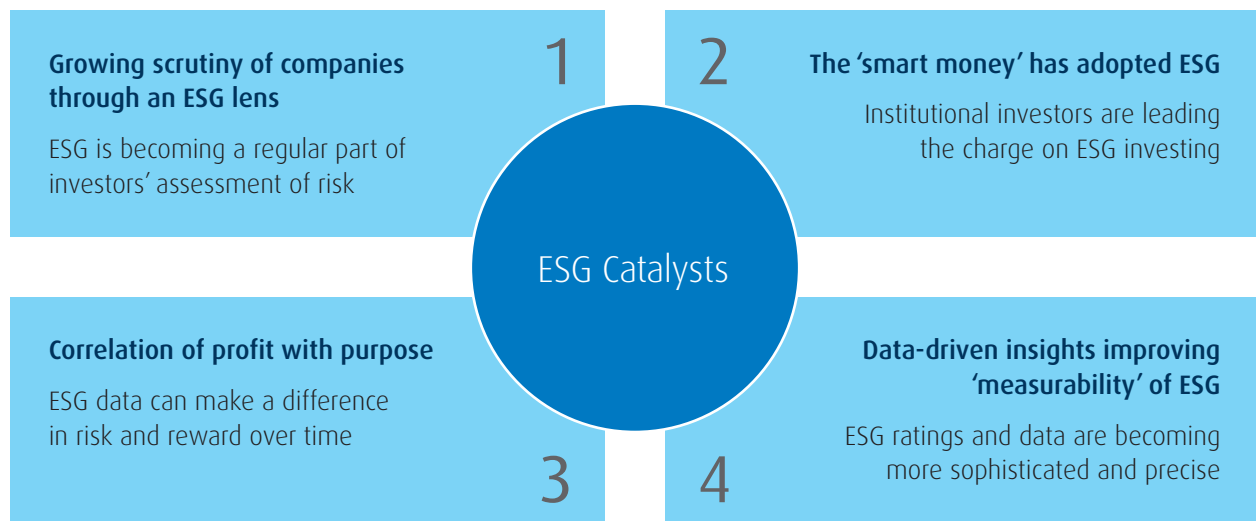 1
Growing scrutiny of companies
through an ESG lens
ESG is becoming a regular part of
investors’ assessment of risk
2
The ‘smart money’ has adopted ESG
Institutional investors are leading
the charge on ESG investing
ESG Catalysts
Correlation of profit with purpose
ESG data can make a difference
in risk and reward over time
3
Data-driven insights improving
‘measurability’ of ESG
ESG ratings and data are becoming
more sophisticated and precise
4